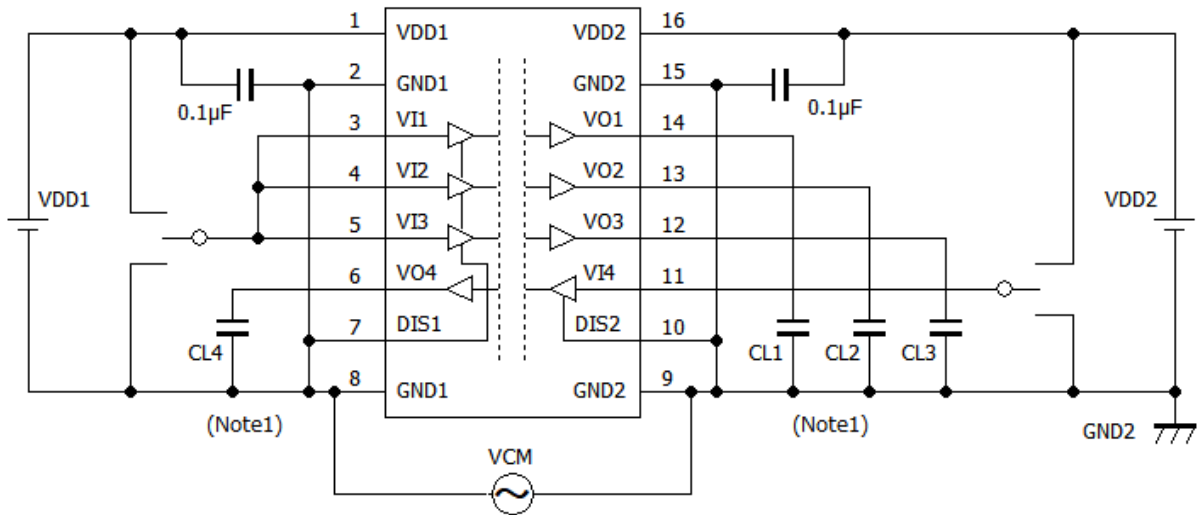 1 VDD1 VDD2 16
2 GND1 GND2 15
0.1μF 0.1μF
3 VI1 VO1 14
4 VI2 VO2 13
VDD1 VDD2
5 VI3 VO3 12
6 VO4 VI4 11
7 DIS1 DIS2 10
CL4 CL1 CL2 CL3
8 GND1 GND2 9
(Note1) (Note1) GND2
VCM